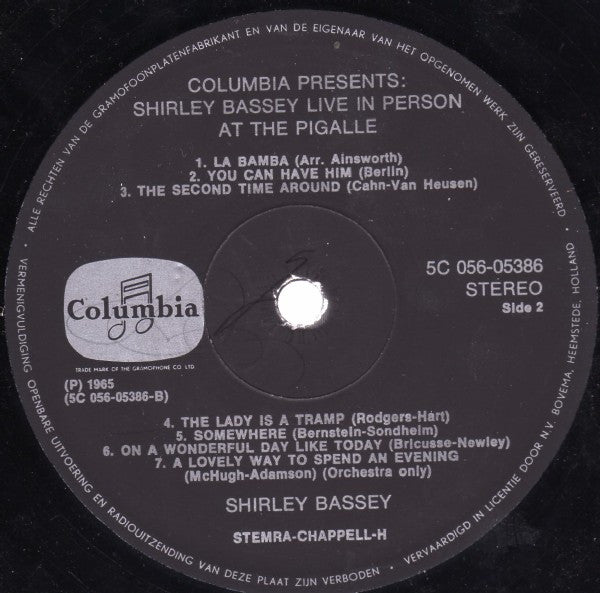 ALLE RECHTEN VAN DE GRAMOFOONPLATENFABRIKANT EN VAN DE EIGENAAR VAN HET OPGENOMEN WERK ZIJN GERESERVEERD
COLUMBIA PRESENTS:
SHIRLEY BASSEY LIVE IN PERSON
AT THE PIGALLE
1. LA BAMBA (Arr. Ainsworth)
2. YOU CAN HAVE HIM (Berlin)
3. THE SECOND TIME AROUND (Cahn-Van Heusen)
5C 056-05386
STEREO
Side 2
Columbia
TRADE MARK OF THE GRAMOPHONE CO. LTD.
(P) 1965
(5C 056-05386-B)
4. THE LADY IS A TRAMP (Rodgers-Hart)
5. SOMEWHERE (Bernstein-Sondheim)
6. ON A WONDERFUL DAY LIKE TODAY (Bricusse-Newley)
7. A LOVELY WAY TO SPEND AN EVENING
(McHugh-Adamson) (Orchestra only)
SHIRLEY BASSEY
STEMRA-CHAPPELL-H
VERMENIGVULDIGING OPENBARE UITVOERING EN RADIOUITZENDING VAN DEZE PLAAT ZIJN VERBODEN • VERVAARDIGD IN LICENTIE DOOR N.V. BOVEMA, HEEMSTEDE, HOLLAND •